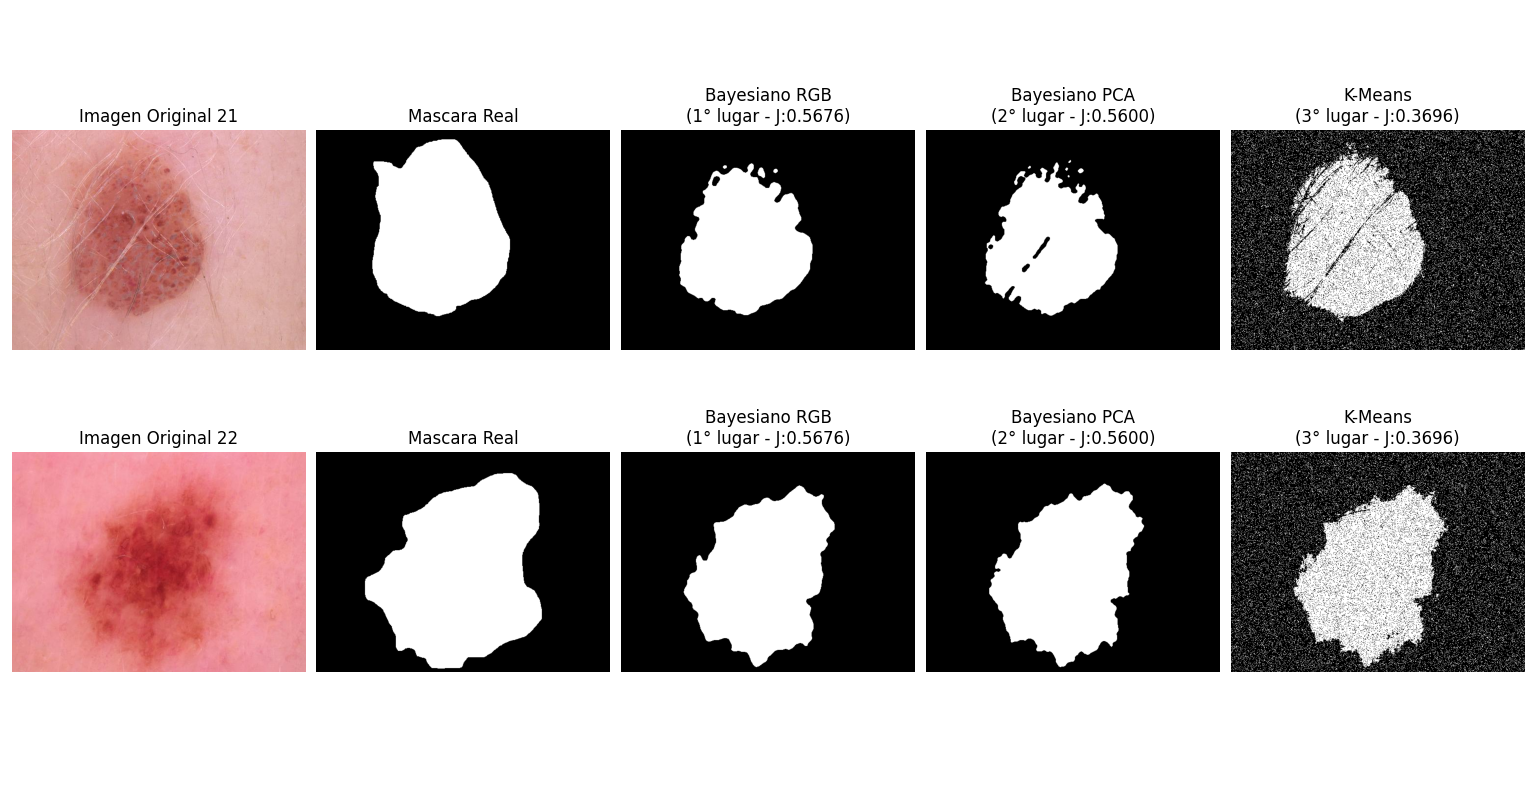 Imagen Original 21
Mascara Real
Bayesiano RGB
(1° lugar - J:0.5676)
Bayesiano PCA
(2° lugar - J:0.5600)
K-Means
(3° lugar - J:0.3696)
Imagen Original 22
Mascara Real
Bayesiano RGB
(1° lugar - J:0.5676)
Bayesiano PCA
(2° lugar - J:0.5600)
K-Means
(3° lugar - J:0.3696)